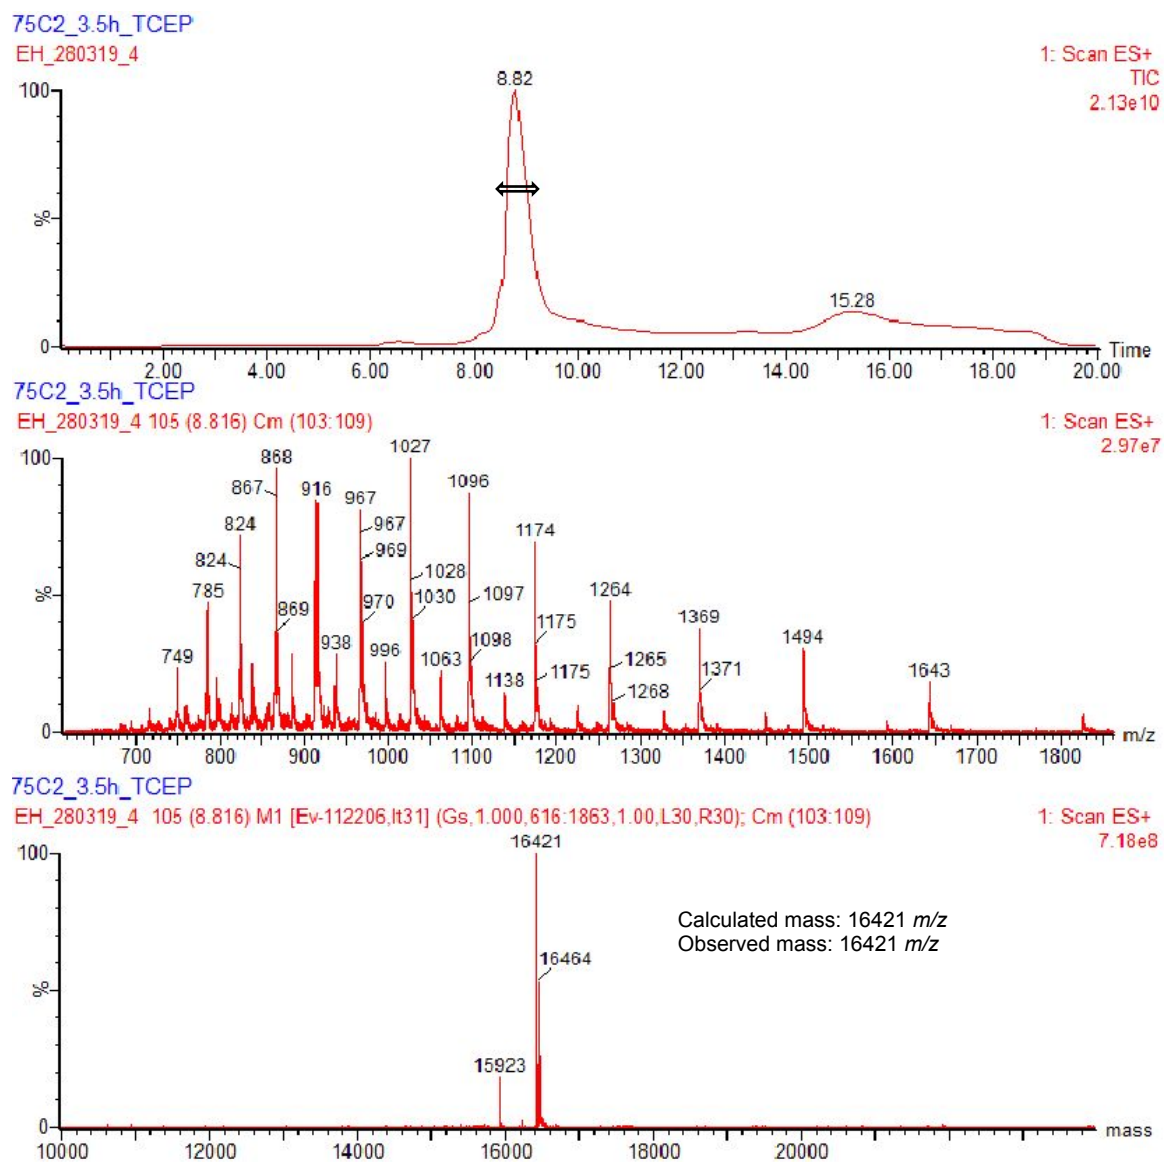 75C2_3.5h_TCEP
EH_280319_4
1: Scan ES+
TIC
2.13e10
8.82
15.28
100
%
0
2.00 4.00 6.00 8.00 10.00 12.00 14.00 16.00 18.00 20.00
Time
75C2_3.5h_TCEP
EH_280319_4 105 (8.816) Cm (103:109)
1: Scan ES+
2.97e7
100
%
0
749
785
824
824
867
868
869
916
938
967
967
969
970
996
1027
1028
1030
1063
1096
1097
1098
1138
1174
1175
1175
1264
1265
1268
1369
1371
1494
1643
700 800 900 1000 1100 1200 1300 1400 1500 1600 1700 1800
m/z
75C2_3.5h_TCEP
EH_280319_4 105 (8.816) M1 [Ev-112206,It31] (Gs,1.000,616:1863,1.00,L30,R30); Cm (103:109)
1: Scan ES+
7.18e8
100
%
0
16421
16464
15923
Calculated mass: 16421 m/z
Observed mass: 16421 m/z
10000 12000 14000 16000 18000 20000
mass